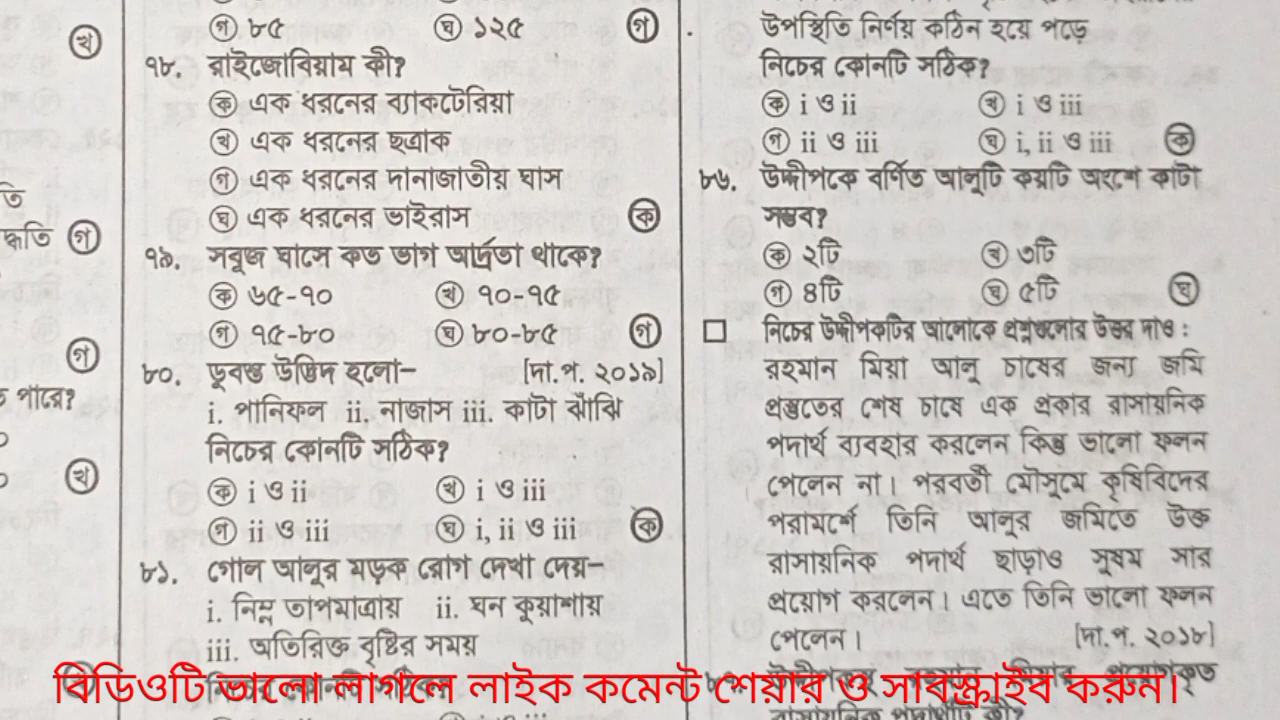 খ
তি
দ্ধতি গ
গ
পারে?
খ
গ ৮৫ ঘ ১২৫ গ
৭৮. রাইজোবিয়াম কী?
ক এক ধরনের ব্যাকটেরিয়া
খ এক ধরনের ছত্রাক
গ এক ধরনের দানাজাতীয় ঘাস
ঘ এক ধরনের ভাইরাস ক
৭৯. সবুজ ঘাসে কত ভাগ আর্দ্রতা থাকে?
ক ৬৫-৭০ খ ৭০-৭৫
গ ৭৫-৮০ ঘ ৮০-৮৫ গ
৮০. ডুবন্ত উদ্ভিদ হলো— [দা.প. ২০১৯]
i. পানিফল ii. নাজাস iii. কাটা ঝাঁঝি
নিচের কোনটি সঠিক?
ক i ও ii খ i ও iii
গ ii ও iii ঘ i, ii ও iii ক
৮১. গোল আলুর মড়ক রোগ দেখা দেয়—
i. নিম্ন তাপমাত্রায় ii. ঘন কুয়াশায়
iii. অতিরিক্ত বৃষ্টির সময়
উপস্থিতি নির্ণয় কঠিন হয়ে পড়ে
নিচের কোনটি সঠিক?
ক i ও ii খ i ও iii
গ ii ও iii ঘ i, ii ও iii ক
৮৬. উদ্দীপকে বর্ণিত আলুটি কয়টি অংশে কাটা
সম্ভব?
ক ২টি খ ৩টি
গ ৪টি ঘ ৫টি ঘ
নিচের উদ্দীপকটির আলোকে প্রশ্নগুলোর উত্তর দাও :
রহমান মিয়া আলু চাষের জন্য জমি
প্রস্তুতের শেষ চাষে এক প্রকার রাসায়নিক
পদার্থ ব্যবহার করলেন কিন্তু ভালো ফলন
পেলেন না। পরবর্তী মৌসুমে কৃষিবিদের
পরামর্শে তিনি আলুর জমিতে উক্ত
রাসায়নিক পদার্থ ছাড়াও সুষম সার
প্রয়োগ করলেন। এতে তিনি ভালো ফলন
পেলেন। [দা.প. ২০১৮]
রাসায়নিক পদার্থটি কী?
বিডিওটি ভালো লাগলে লাইক কমেন্ট শেয়ার ও সাবস্ক্রাইব করুন।